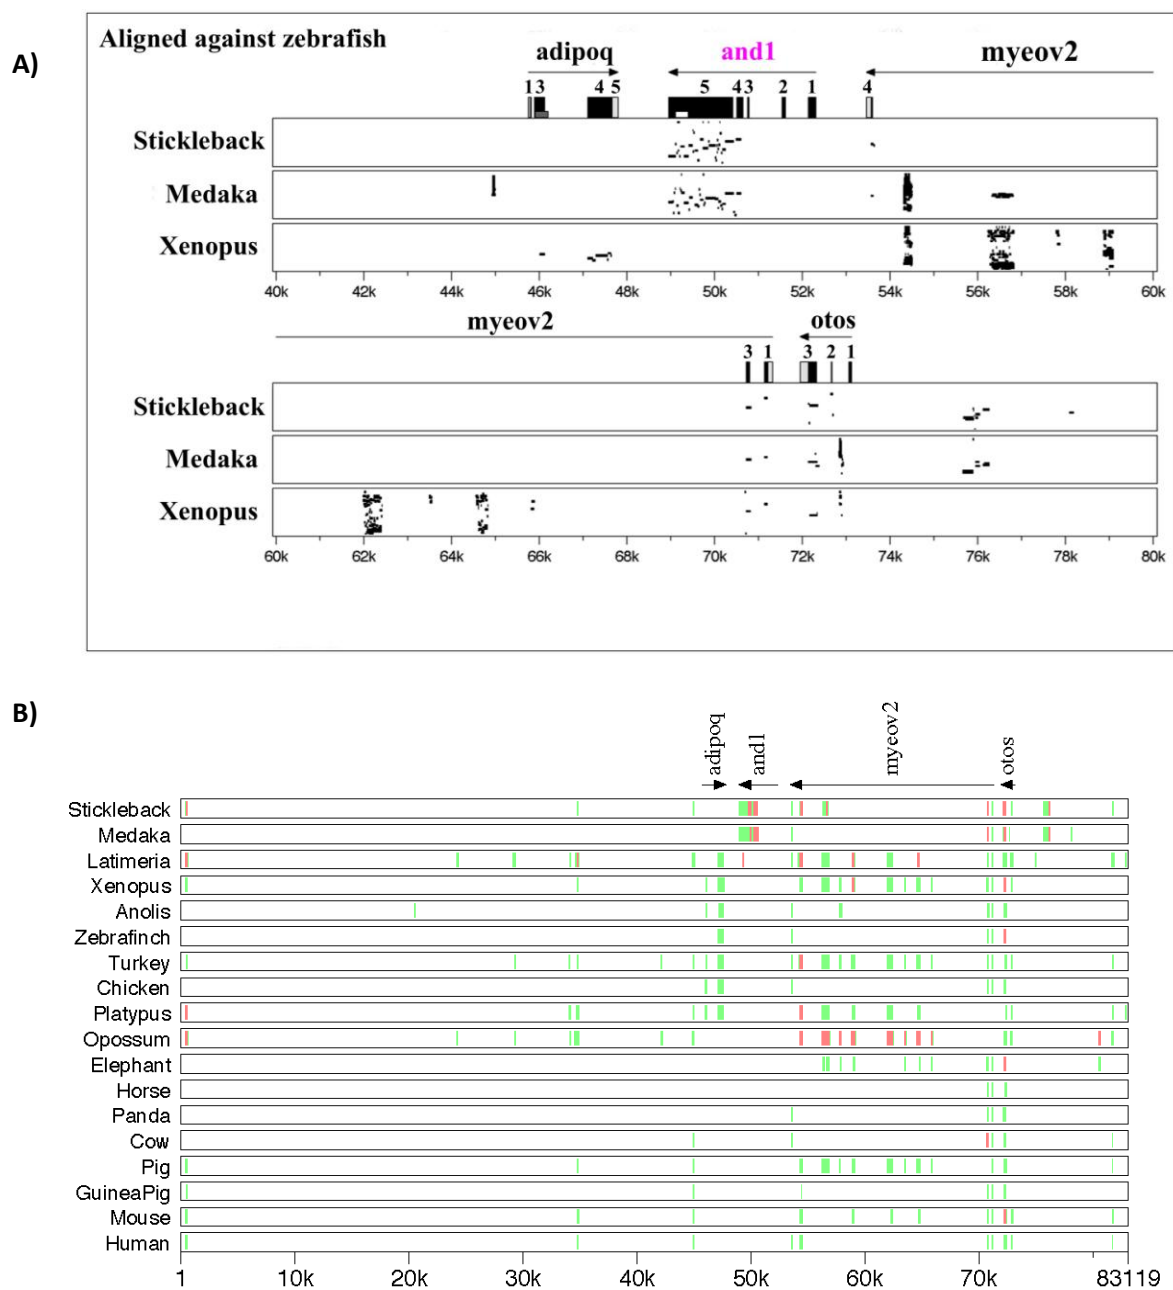 A)
Aligned against zebrafish
adipoq and1 myeov2
1 3 4 5 5 4 3 2 1 4
Stickleback
Medaka
Xenopus
40k 42k 44k 46k 48k 50k 52k 54k 56k 58k 60k
myeov2 otos
3 1 3 2 1
Stickleback
Medaka
Xenopus
60k 62k 64k 66k 68k 70k 72k 74k 76k 78k 80k
B)
adipoq and1 myeov2 otos
Stickleback
Medaka
Latimeria
Xenopus
Anolis
Zebrafinch
Turkey
Chicken
Platypus
Opossum
Elephant
Horse
Panda
Cow
Pig
GuineaPig
Mouse
Human
1 10k 20k 30k 40k 50k 60k 70k 83119